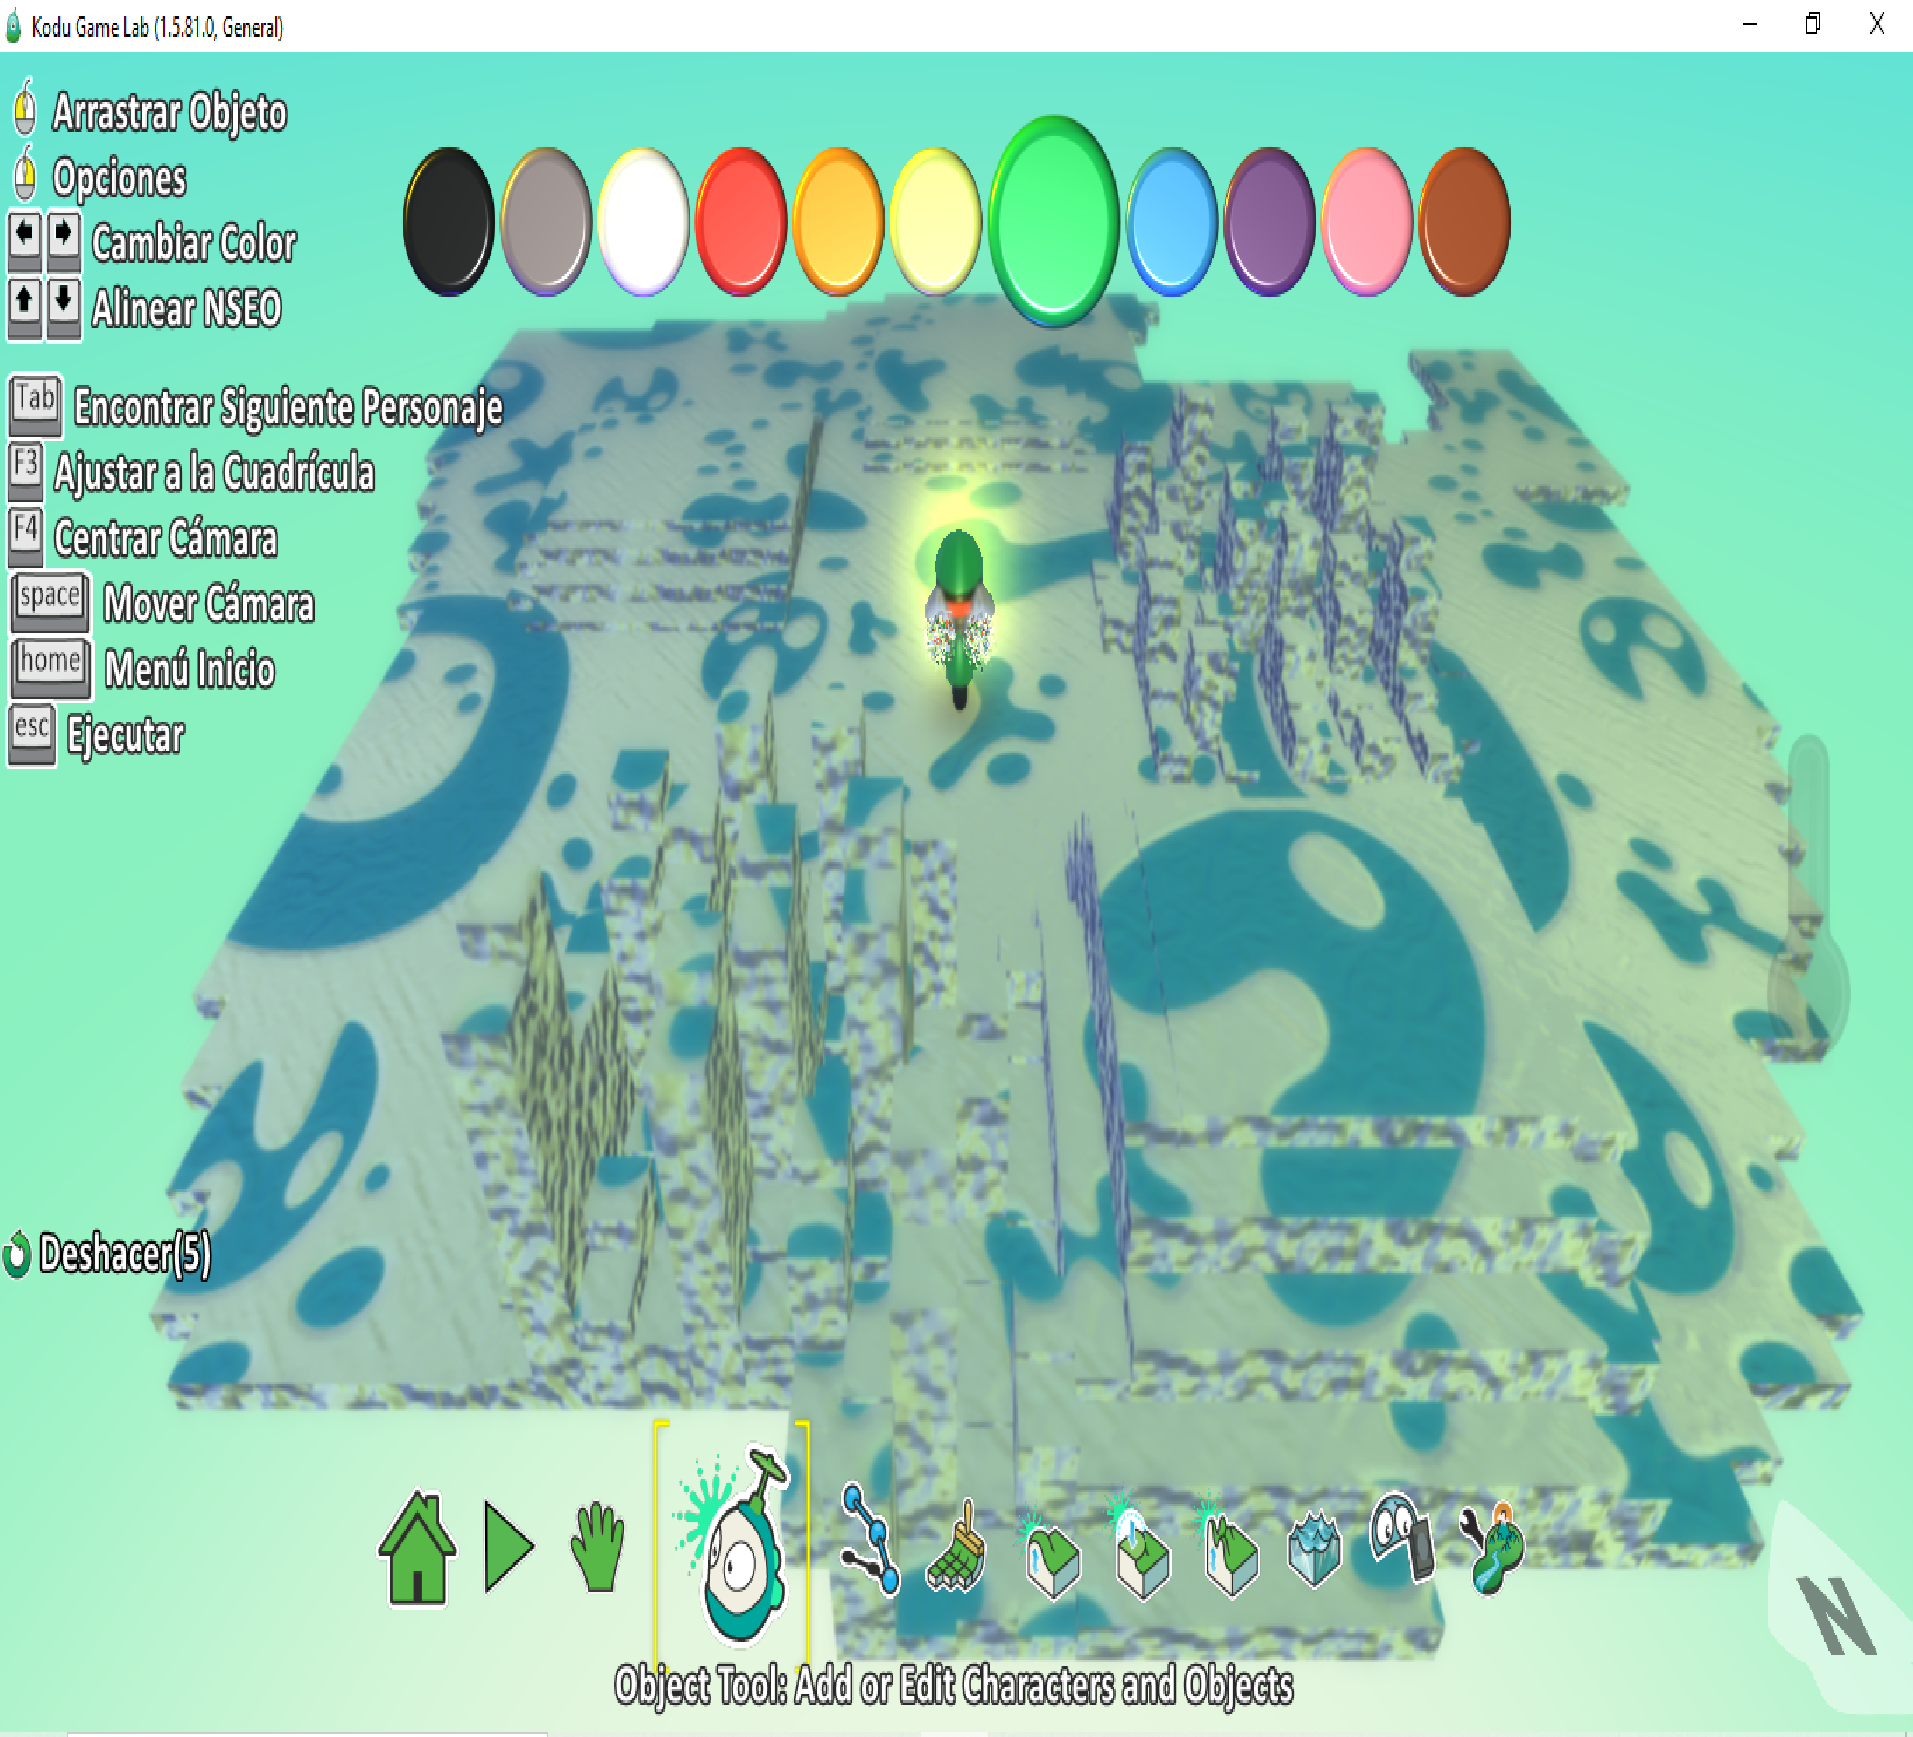 Kodu Game Lab (1.5.81.0, General)
Arrastrar Objeto
Opciones
Cambiar Color
Alinear NSEO
Tab Encontrar Siguiente Personaje
F3 Ajustar a la Cuadrícula
F4 Centrar Cámara
space Mover Cámara
home Menú Inicio
esc Ejecutar
Deshacer(5)
Object Tool: Add or Edit Characters and Objects
N